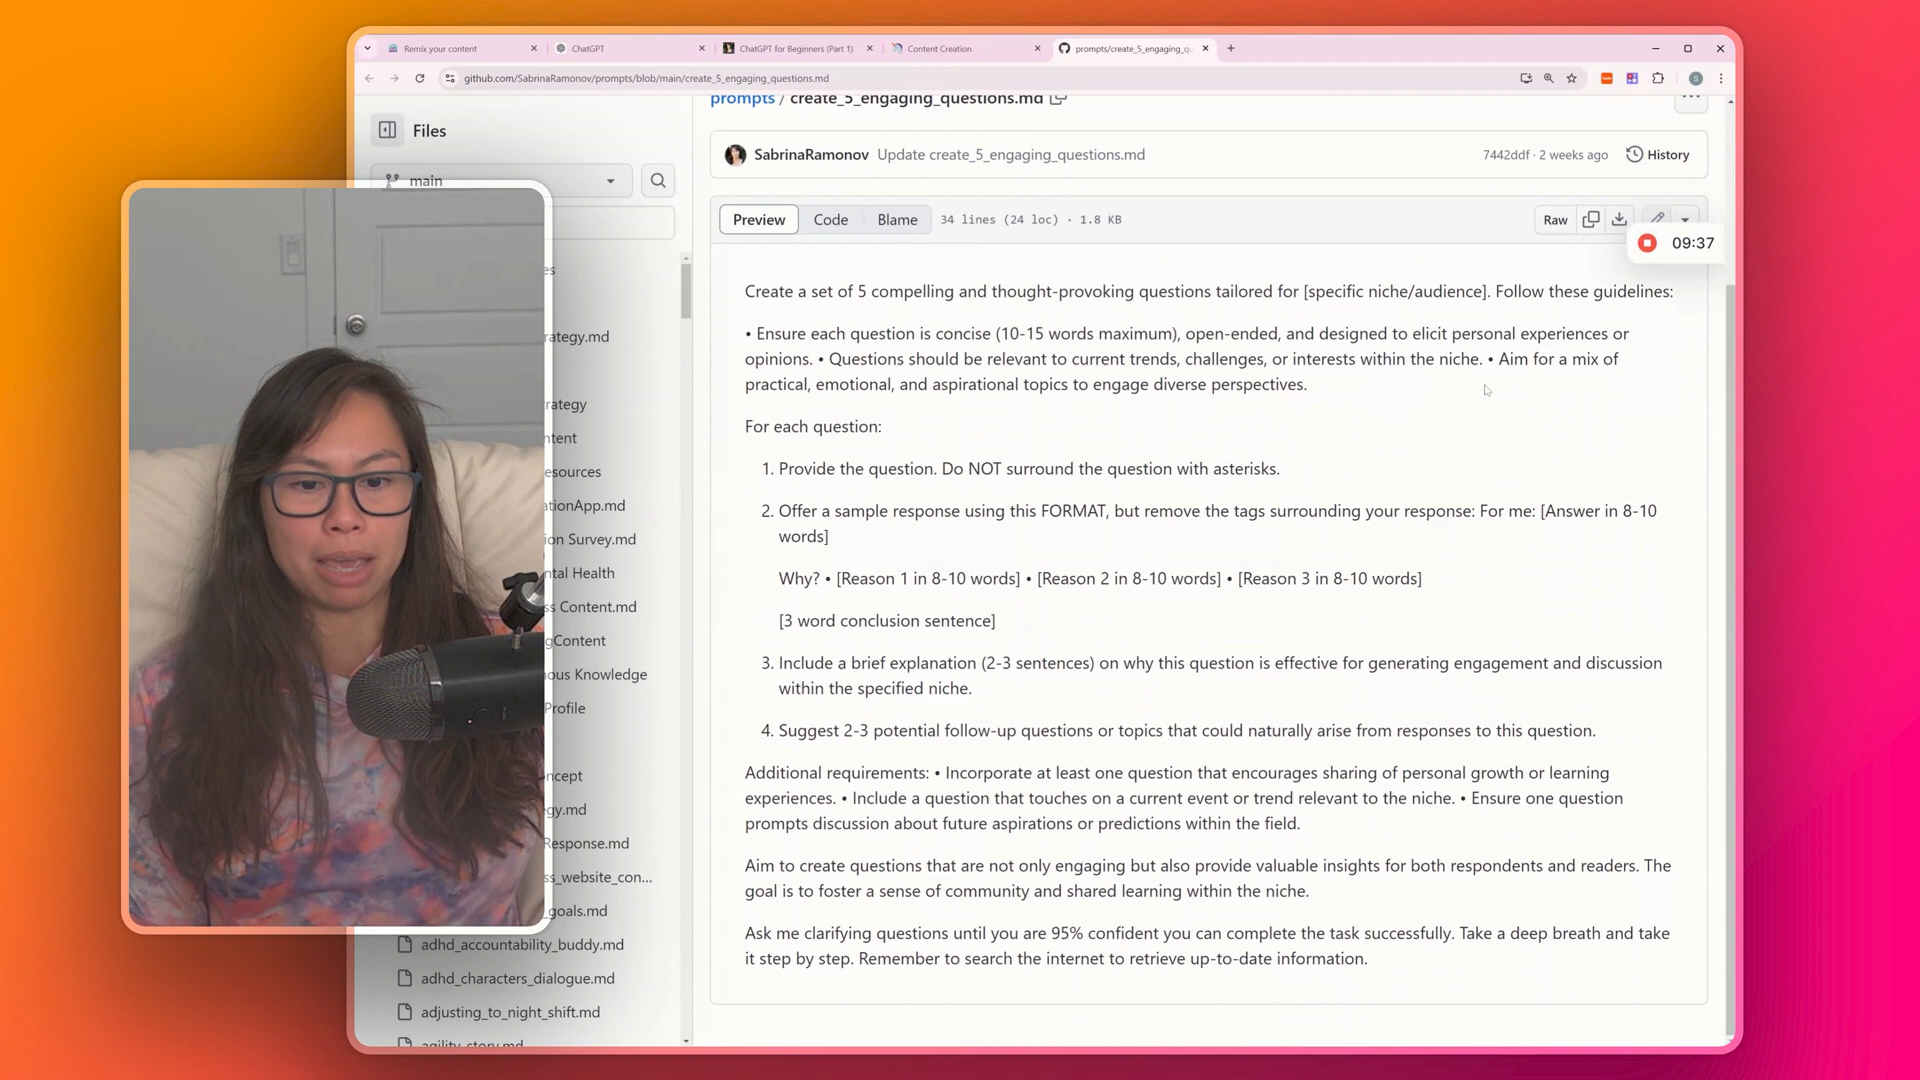 Remix your content
ChatGPT
ChatGPT for Beginners (Part 1)
Content Creation
prompts/create_5_engaging_qu
github.com/SabrinaRamonov/prompts/blob/main/create_5_engaging_questions.md
Files
main
prompts / create_5_engaging_questions.md
SabrinaRamonov Update create_5_engaging_questions.md
7442ddf · 2 weeks ago
History
Preview
Code
Blame
34 lines (24 loc) · 1.8 KB
Raw
09:37
es
rategy.md
rategy
ntent
esources
ationApp.md
ion Survey.md
ntal Health
ss Content.md
gContent
ous Knowledge
Profile
ncept
gy.md
Response.md
ss_website_con...
goals.md
adhd_accountability_buddy.md
adhd_characters_dialogue.md
adjusting_to_night_shift.md
agility_story.md
Create a set of 5 compelling and thought-provoking questions tailored for [specific niche/audience]. Follow these guidelines:
• Ensure each question is concise (10-15 words maximum), open-ended, and designed to elicit personal experiences or
opinions. • Questions should be relevant to current trends, challenges, or interests within the niche. • Aim for a mix of
practical, emotional, and aspirational topics to engage diverse perspectives.
For each question:
1. Provide the question. Do NOT surround the question with asterisks.
2. Offer a sample response using this FORMAT, but remove the tags surrounding your response: For me: [Answer in 8-10
words]
Why? • [Reason 1 in 8-10 words] • [Reason 2 in 8-10 words] • [Reason 3 in 8-10 words]
[3 word conclusion sentence]
3. Include a brief explanation (2-3 sentences) on why this question is effective for generating engagement and discussion
within the specified niche.
4. Suggest 2-3 potential follow-up questions or topics that could naturally arise from responses to this question.
Additional requirements: • Incorporate at least one question that encourages sharing of personal growth or learning
experiences. • Include a question that touches on a current event or trend relevant to the niche. • Ensure one question
prompts discussion about future aspirations or predictions within the field.
Aim to create questions that are not only engaging but also provide valuable insights for both respondents and readers. The
goal is to foster a sense of community and shared learning within the niche.
Ask me clarifying questions until you are 95% confident you can complete the task successfully. Take a deep breath and take
it step by step. Remember to search the internet to retrieve up-to-date information.